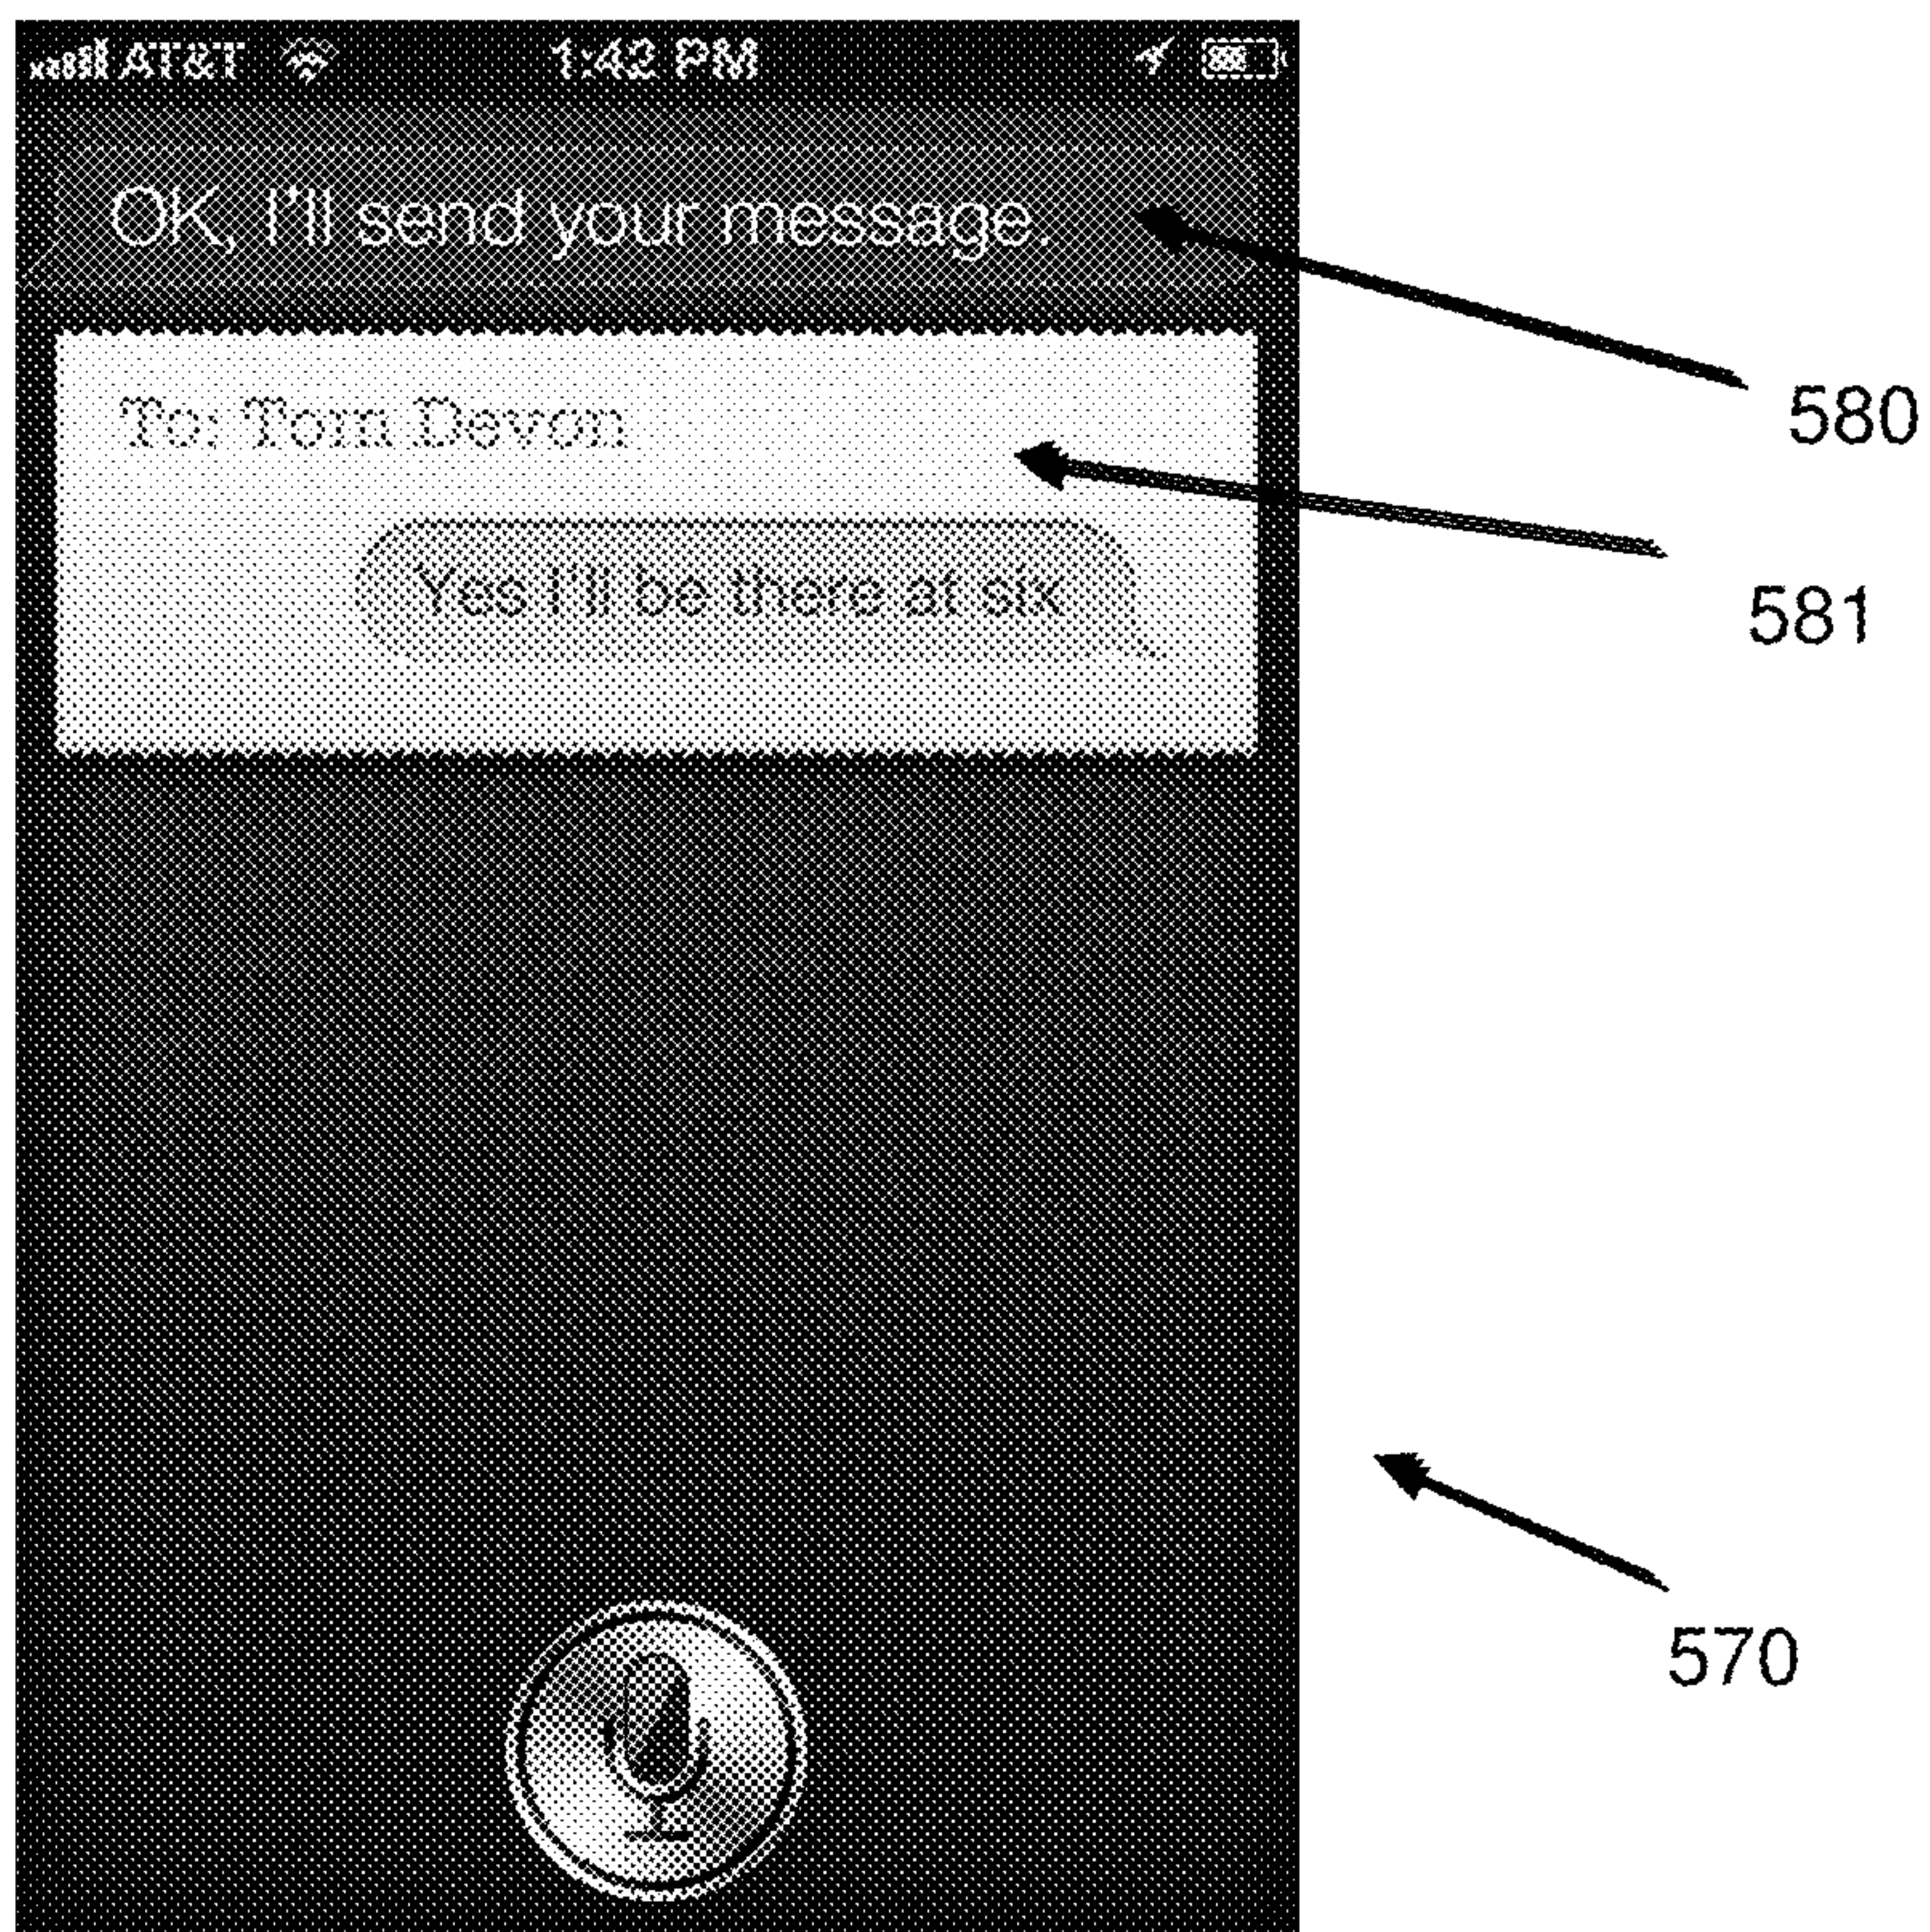 AT&T 1:42 PM
OK, I'll send your message.
580
To: Tom Devon
581
Yes I'll be there at six
570